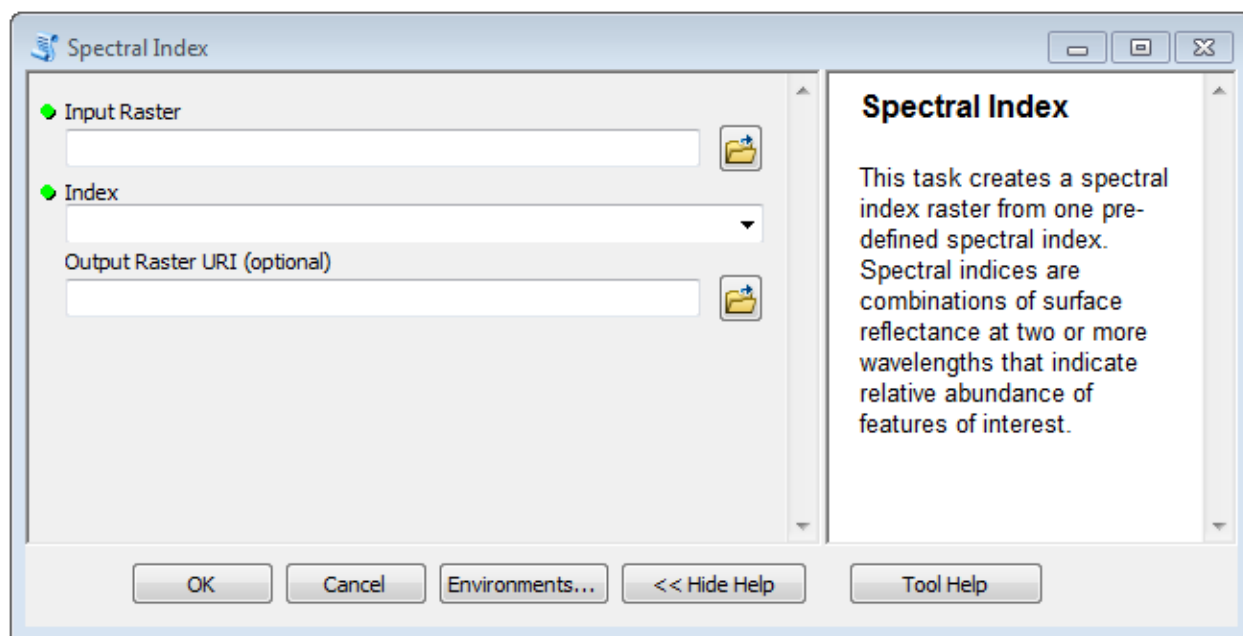 Spectral Index
Input Raster
Index
Output Raster URI (optional)
Spectral Index
This task creates a spectral
index raster from one pre-
defined spectral index.
Spectral indices are
combinations of surface
reflectance at two or more
wavelengths that indicate
relative abundance of
features of interest.
OK
Cancel
Environments...
<< Hide Help
Tool Help